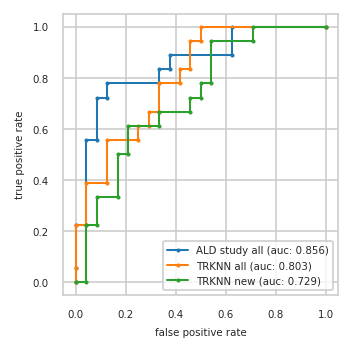 1.0
0.8
0.6
0.4
0.2
0.0
true positive rate
ALD study all (auc: 0.856)
TRKNN all (auc: 0.803)
TRKNN new (auc: 0.729)
0.0 0.2 0.4 0.6 0.8 1.0
false positive rate